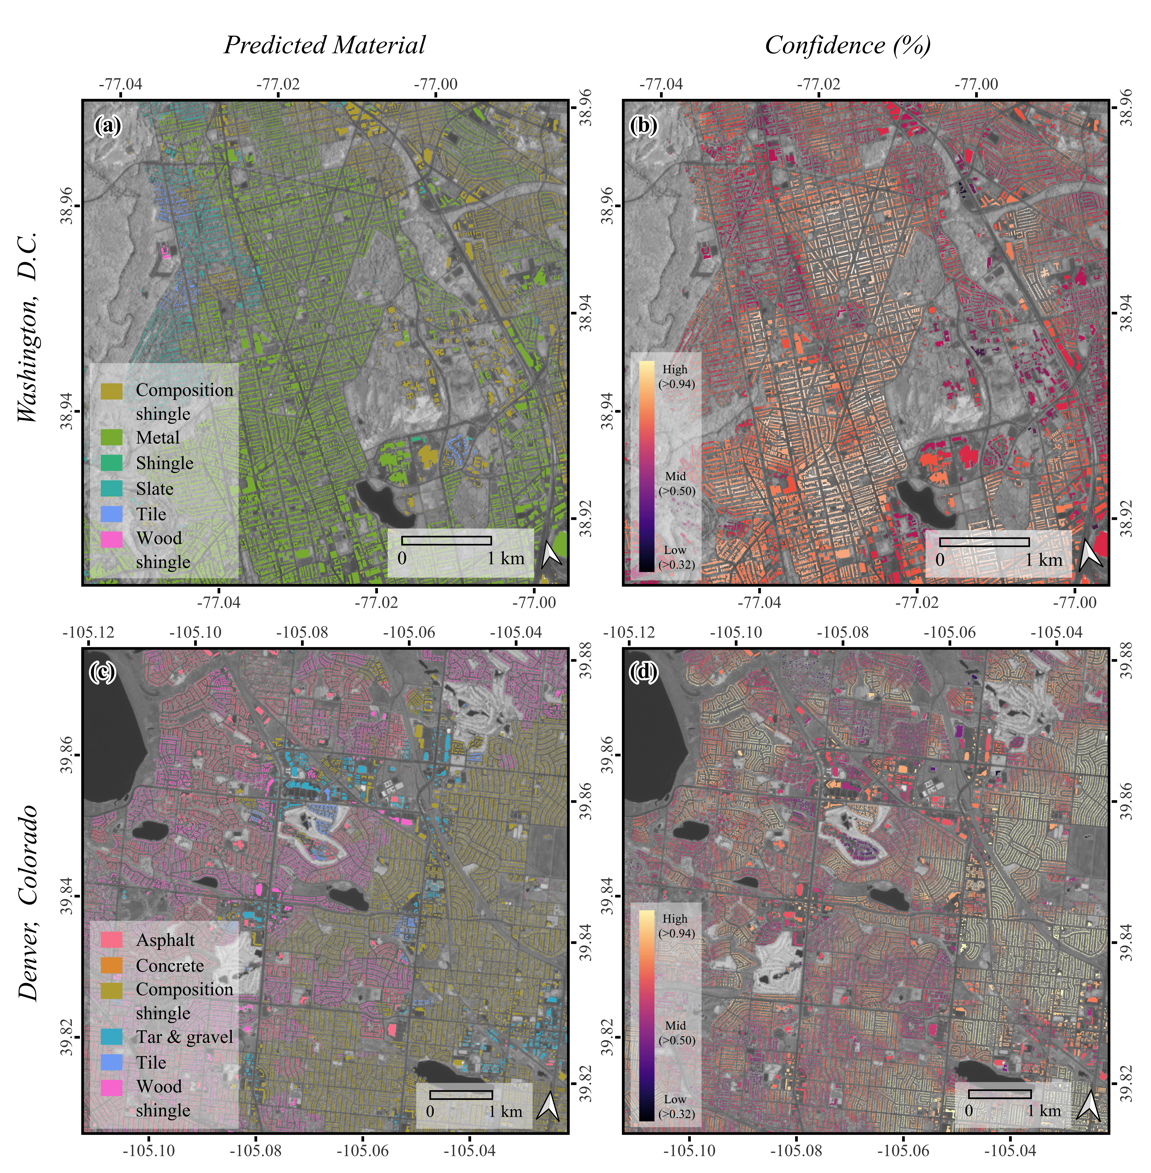 Predicted Material
Confidence (%)
-77.04 -77.02 -77.00
-77.04 -77.02 -77.00
(a)
(b)
38.96
38.96
38.96
38.96
38.94
38.94
38.94
38.94
38.92
38.92
Washington, D.C.
Composition
shingle
Metal
Shingle
Slate
Tile
Wood
shingle
0 1 km
High
(>0.94)
Mid
(>0.50)
Low
(>0.32)
0 1 km
-77.04 -77.02 -77.00
-77.04 -77.02 -77.00
-105.12 -105.10 -105.08 -105.06 -105.04
-105.12 -105.10 -105.08 -105.06 -105.04
(c)
(d)
39.88
39.88
39.86
39.86
39.86
39.86
39.84
39.84
39.84
39.84
39.82
39.82
39.82
39.82
Denver, Colorado
Asphalt
Concrete
Composition
shingle
Tar & gravel
Tile
Wood
shingle
0 1 km
High
(>0.94)
Mid
(>0.50)
Low
(>0.32)
0 1 km
-105.10 -105.08 -105.06 -105.04
-105.10 -105.08 -105.06 -105.04